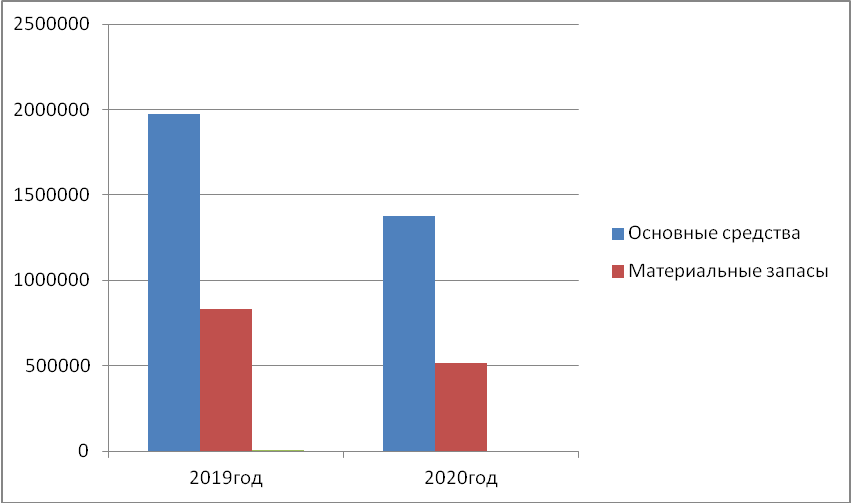 2500000
2000000
1500000
1000000
500000
0
2019год
2020год
Основные средства
Материальные запасы